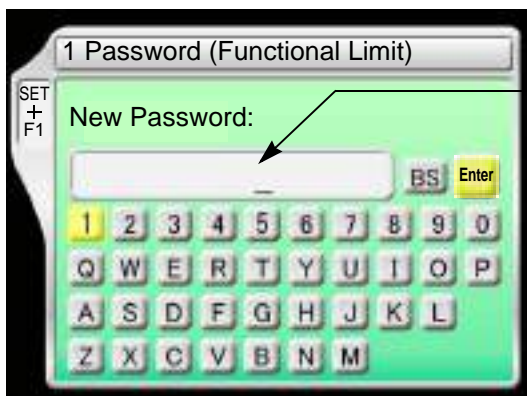 1 Password (Functional Limit)
SET
+
F1
New Password:
_
BS Enter
1 2 3 4 5 6 7 8 9 0
Q W E R T Y U I O P
A S D F G H J K L
Z X C V B N M